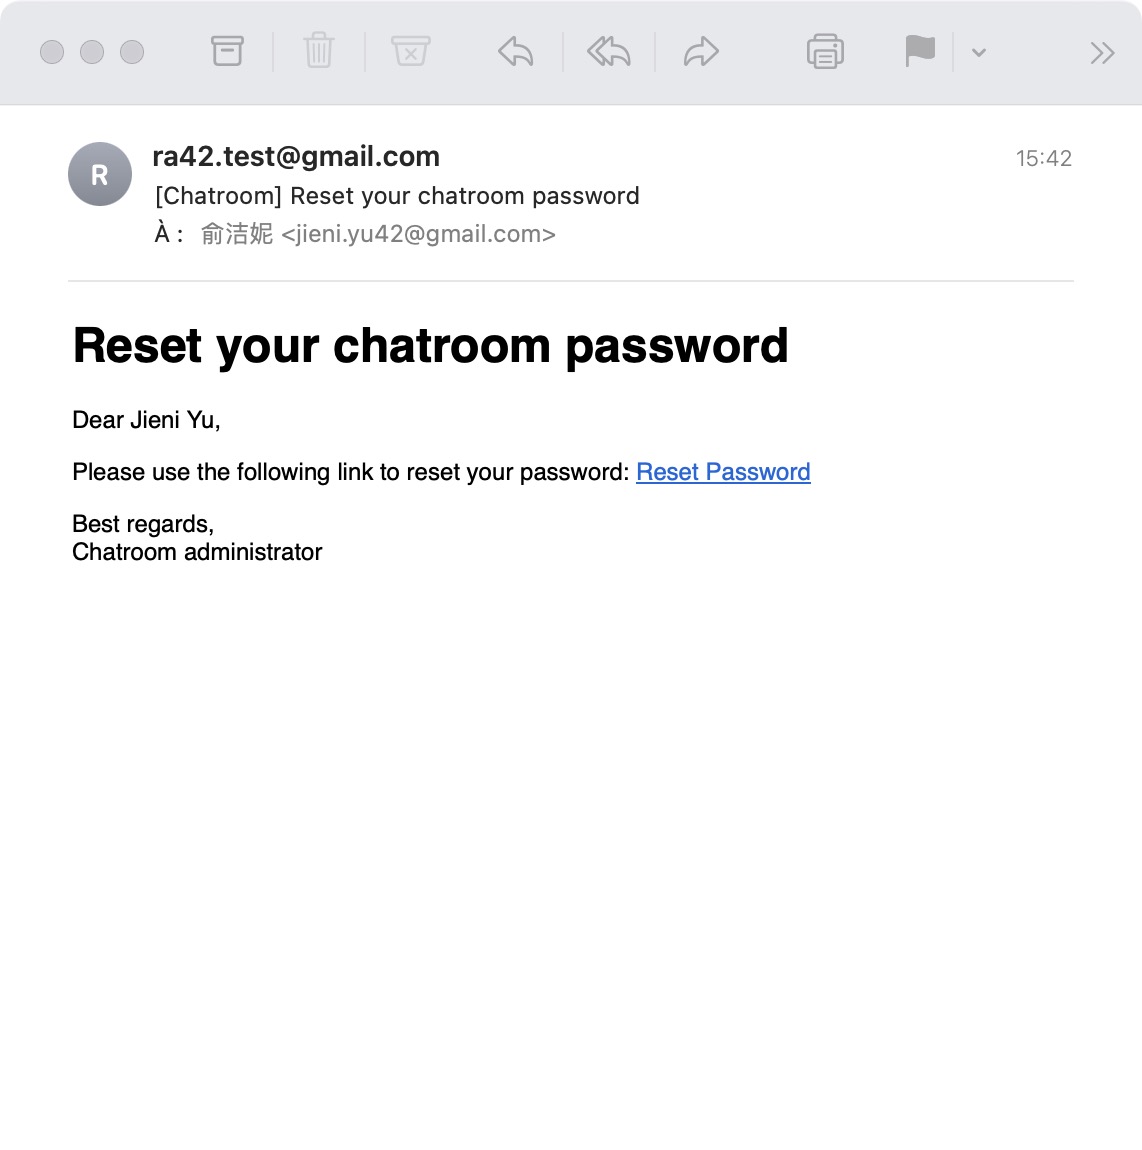 R
ra42.test@gmail.com
15:42
[Chatroom] Reset your chatroom password
À : 俞洁妮 <jieni.yu42@gmail.com>
Reset your chatroom password
Dear Jieni Yu,
Please use the following link to reset your password: Reset Password
Best regards,
Chatroom administrator